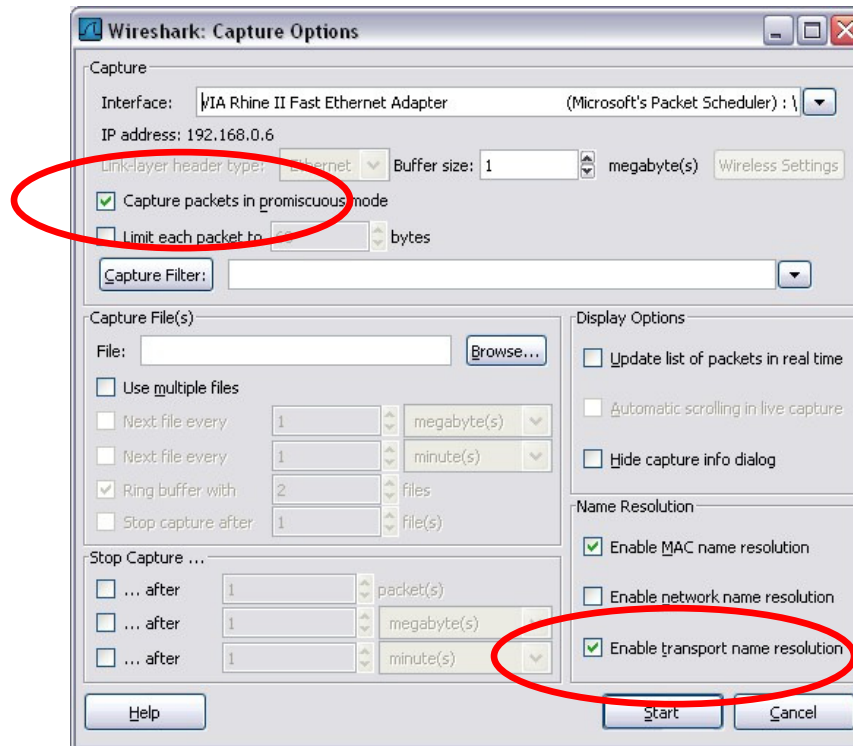 Wireshark: Capture Options
Capture
Interface: VIA Rhine II Fast Ethernet Adapter (Microsoft's Packet Scheduler) : \
IP address: 192.168.0.6
Link-layer header type: Ethernet Buffer size: 1 megabyte(s) Wireless Settings
Capture packets in promiscuous mode
Limit each packet to 68 bytes
Capture Filter:
Capture File(s)
File: Browse...
Use multiple files
Next file every 1 megabyte(s)
Next file every 1 minute(s)
Ring buffer with 2 files
Stop capture after 1 file(s)
Stop Capture ...
... after 1 packet(s)
... after 1 megabyte(s)
... after 1 minute(s)
Display Options
Update list of packets in real time
Automatic scrolling in live capture
Hide capture info dialog
Name Resolution
Enable MAC name resolution
Enable network name resolution
Enable transport name resolution
Help Start Cancel